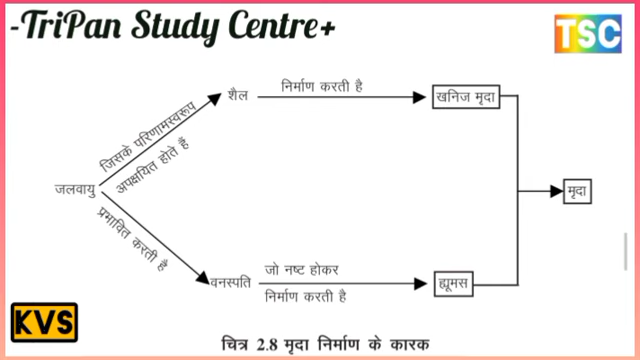 -TriPan Study Centre+
TSC
जिसके परिणामस्वरूप
अपक्षयित होते हैं
शैल
निर्माण करती है
खनिज मृदा
जलवायु
मृदा
प्रभावित करती है
वनस्पति
जो नष्ट होकर
निर्माण करती है
ह्यूमस
KVS
चित्र 2.8 मृदा निर्माण के कारक